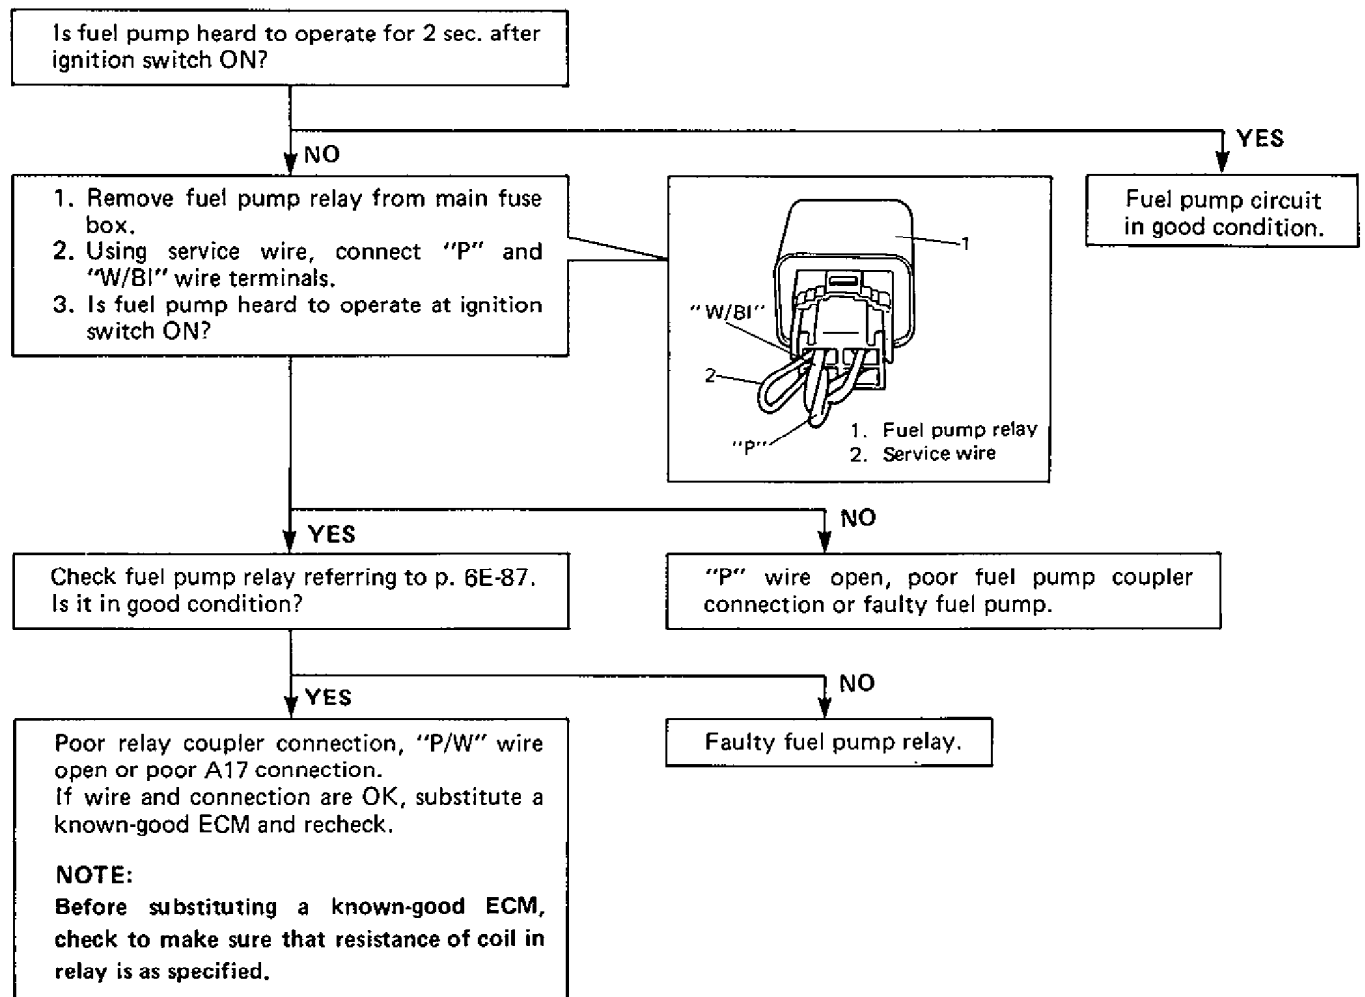 Is fuel pump heard to operate for 2 sec. after
ignition switch ON?
YES
NO
1. Remove fuel pump relay from main fuse
box.
2. Using service wire, connect "P" and
"W/Bl" wire terminals.
3. Is fuel pump heard to operate at ignition
switch ON?
Fuel pump circuit
in good condition.
1
"W/Bl"
2
"P"
1. Fuel pump relay
2. Service wire
YES
NO
Check fuel pump relay referring to p. 6E-87.
Is it in good condition?
"P" wire open, poor fuel pump coupler
connection or faulty fuel pump.
YES
NO
Poor relay coupler connection, "P/W" wire
open or poor A17 connection.
If wire and connection are OK, substitute a
known-good ECM and recheck.
NOTE:
Before substituting a known-good ECM,
check to make sure that resistance of coil in
relay is as specified.
Faulty fuel pump relay.